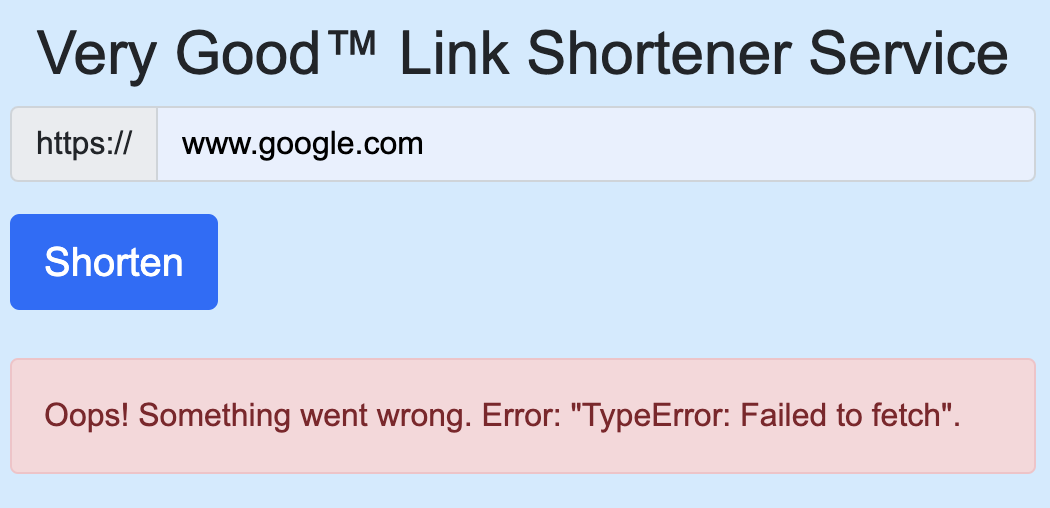 Very Good™ Link Shortener Service
https:// www.google.com
Shorten
Oops! Something went wrong. Error: "TypeError: Failed to fetch".